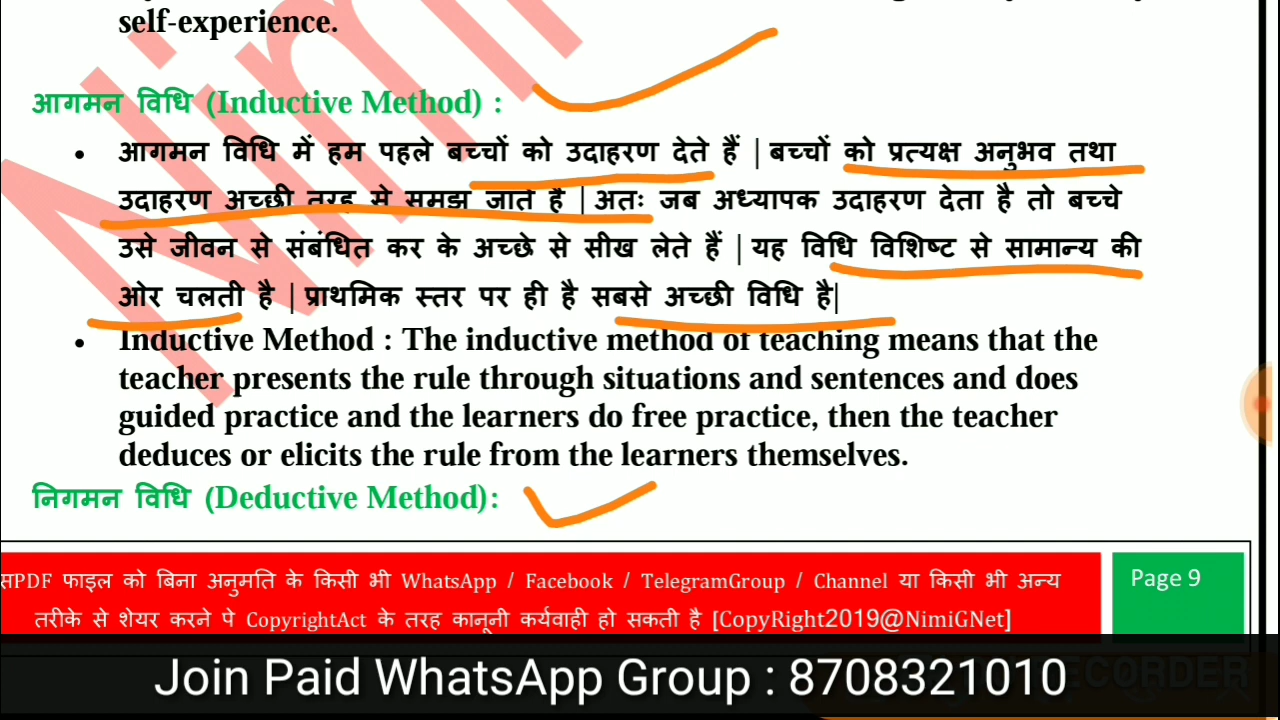 self-experience.
आगमन विधि (Inductive Method) :
• आगमन विधि में हम पहले बच्चों को उदाहरण देते हैं | बच्चों को प्रत्यक्ष अनुभव तथा
उदाहरण अच्छी तरह से समझ जाते हैं | अतः जब अध्यापक उदाहरण देता है तो बच्चे
उसे जीवन से संबंधित कर के अच्छे से सीख लेते हैं | यह विधि विशिष्ट से सामान्य की
ओर चलती है | प्राथमिक स्तर पर ही है सबसे अच्छी विधि है|
• Inductive Method : The inductive method of teaching means that the
teacher presents the rule through situations and sentences and does
guided practice and the learners do free practice, then the teacher
deduces or elicits the rule from the learners themselves.
निगमन विधि (Deductive Method):
PDF फाइल को बिना अनुमति के किसी भी WhatsApp / Facebook / TelegramGroup / Channel या किसी भी अन्य
तरीके से शेयर करने पे CopyrightAct के तरह कानूनी कर्यवाही हो सकती है [CopyRight2019@NimiGNet]
Page 9
Join Paid WhatsApp Group : 8708321010